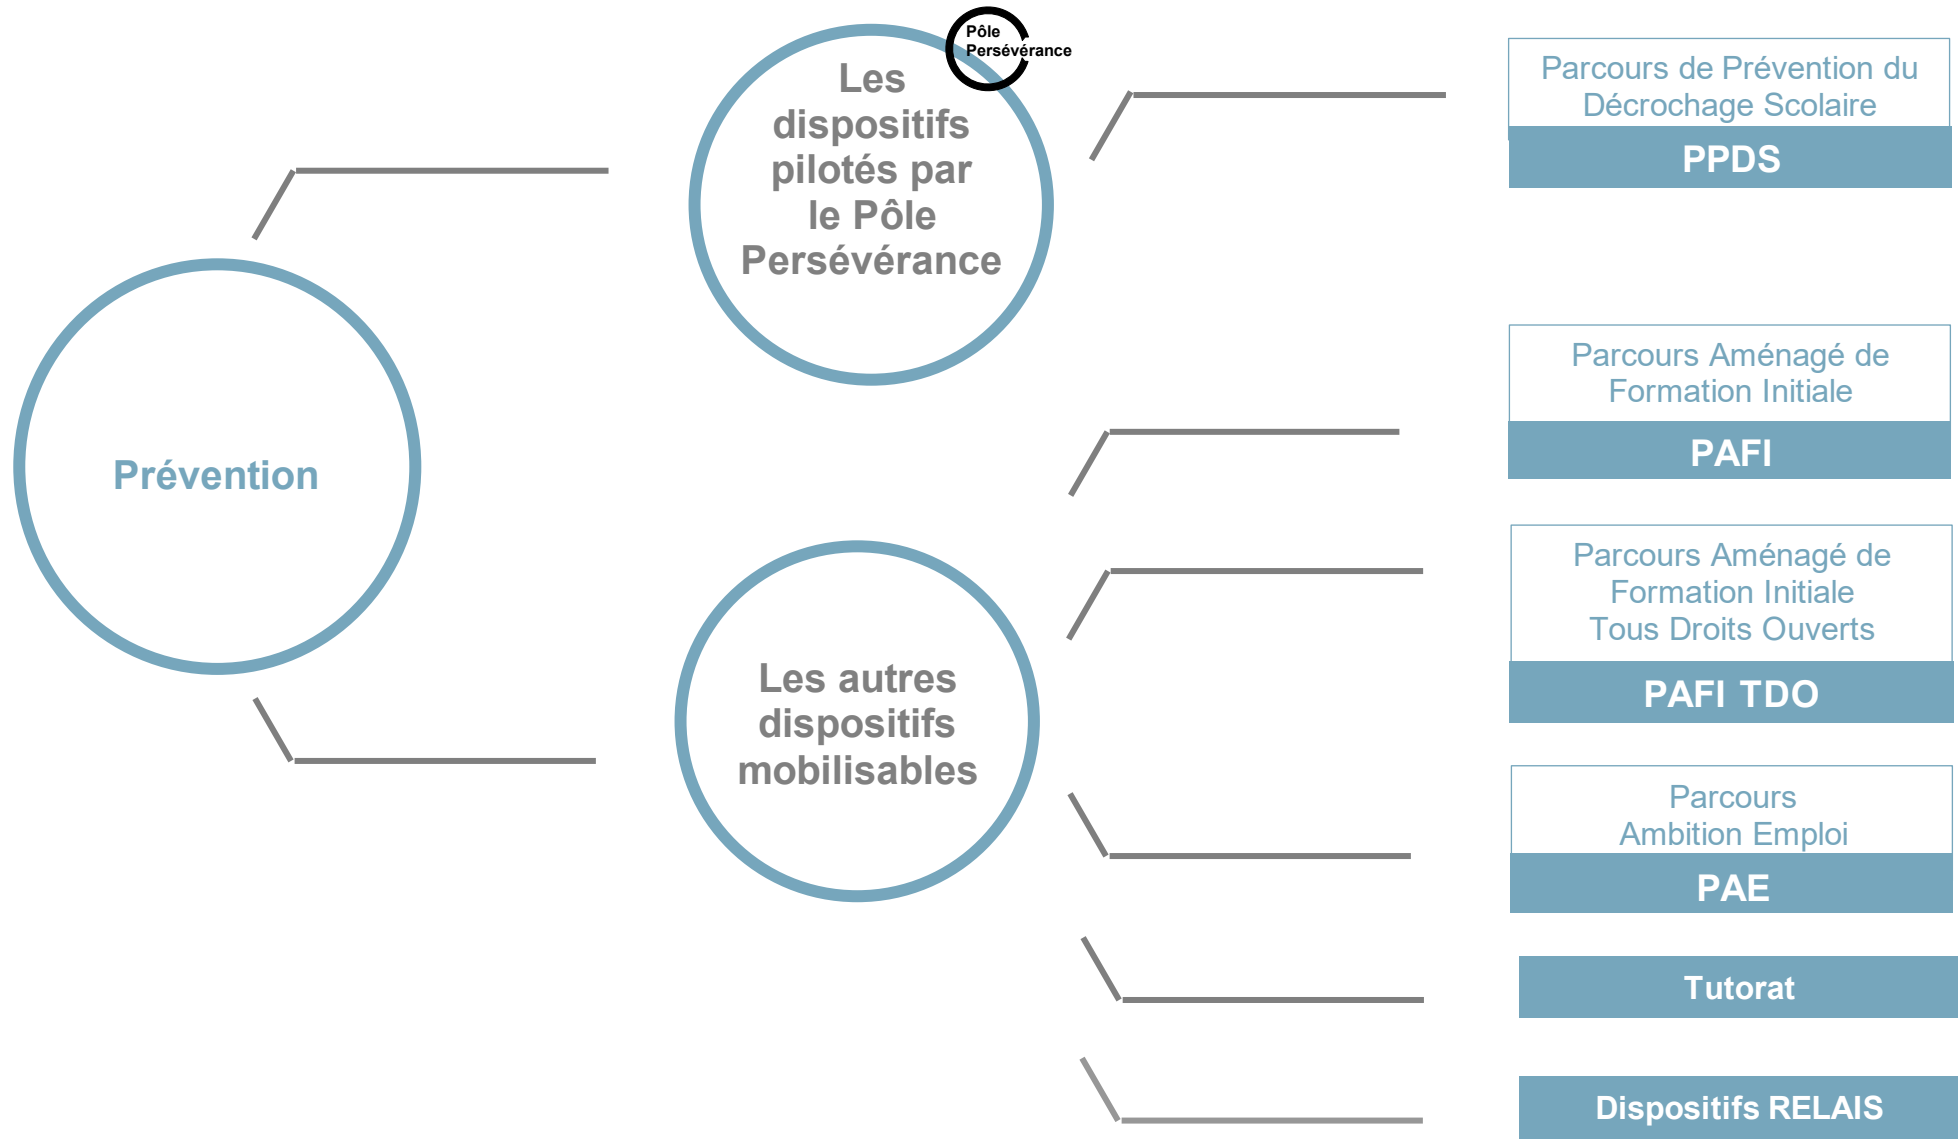 Pôle
Persévérance
Les
dispositifs
pilotés par
le Pôle
Persévérance
Parcours de Prévention du
Décrochage Scolaire
PPDS
Prévention
Parcours Aménagé de
Formation Initiale
PAFI
Parcours Aménagé de
Formation Initiale
Tous Droits Ouverts
PAFI TDO
Les autres
dispositifs
mobilisables
Parcours
Ambition Emploi
PAE
Tutorat
Dispositifs RELAIS